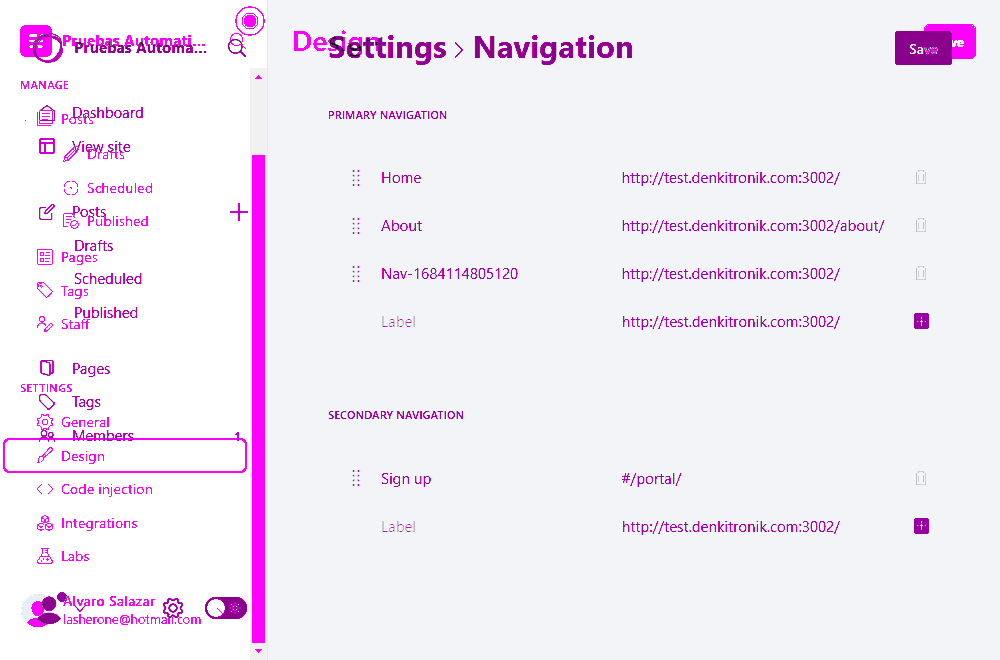 Pruebas Automati...
Pruebas Automa...
MANAGE
Dashboard
Posts
View site
Drafts
Scheduled
Posts
Published
Drafts
Pages
Scheduled
Tags
Published
Staff
Pages
SETTINGS
Tags
General
Members 1
Design
Code injection
Integrations
Labs
Alvaro Salazar
lasherone@hotmail.com
Design
Settings > Navigation
Save
PRIMARY NAVIGATION
Home http://test.denkitronik.com:3002/
About http://test.denkitronik.com:3002/about/
Nav-1684114805120 http://test.denkitronik.com:3002/
Label http://test.denkitronik.com:3002/
SECONDARY NAVIGATION
Sign up #/portal/
Label http://test.denkitronik.com:3002/